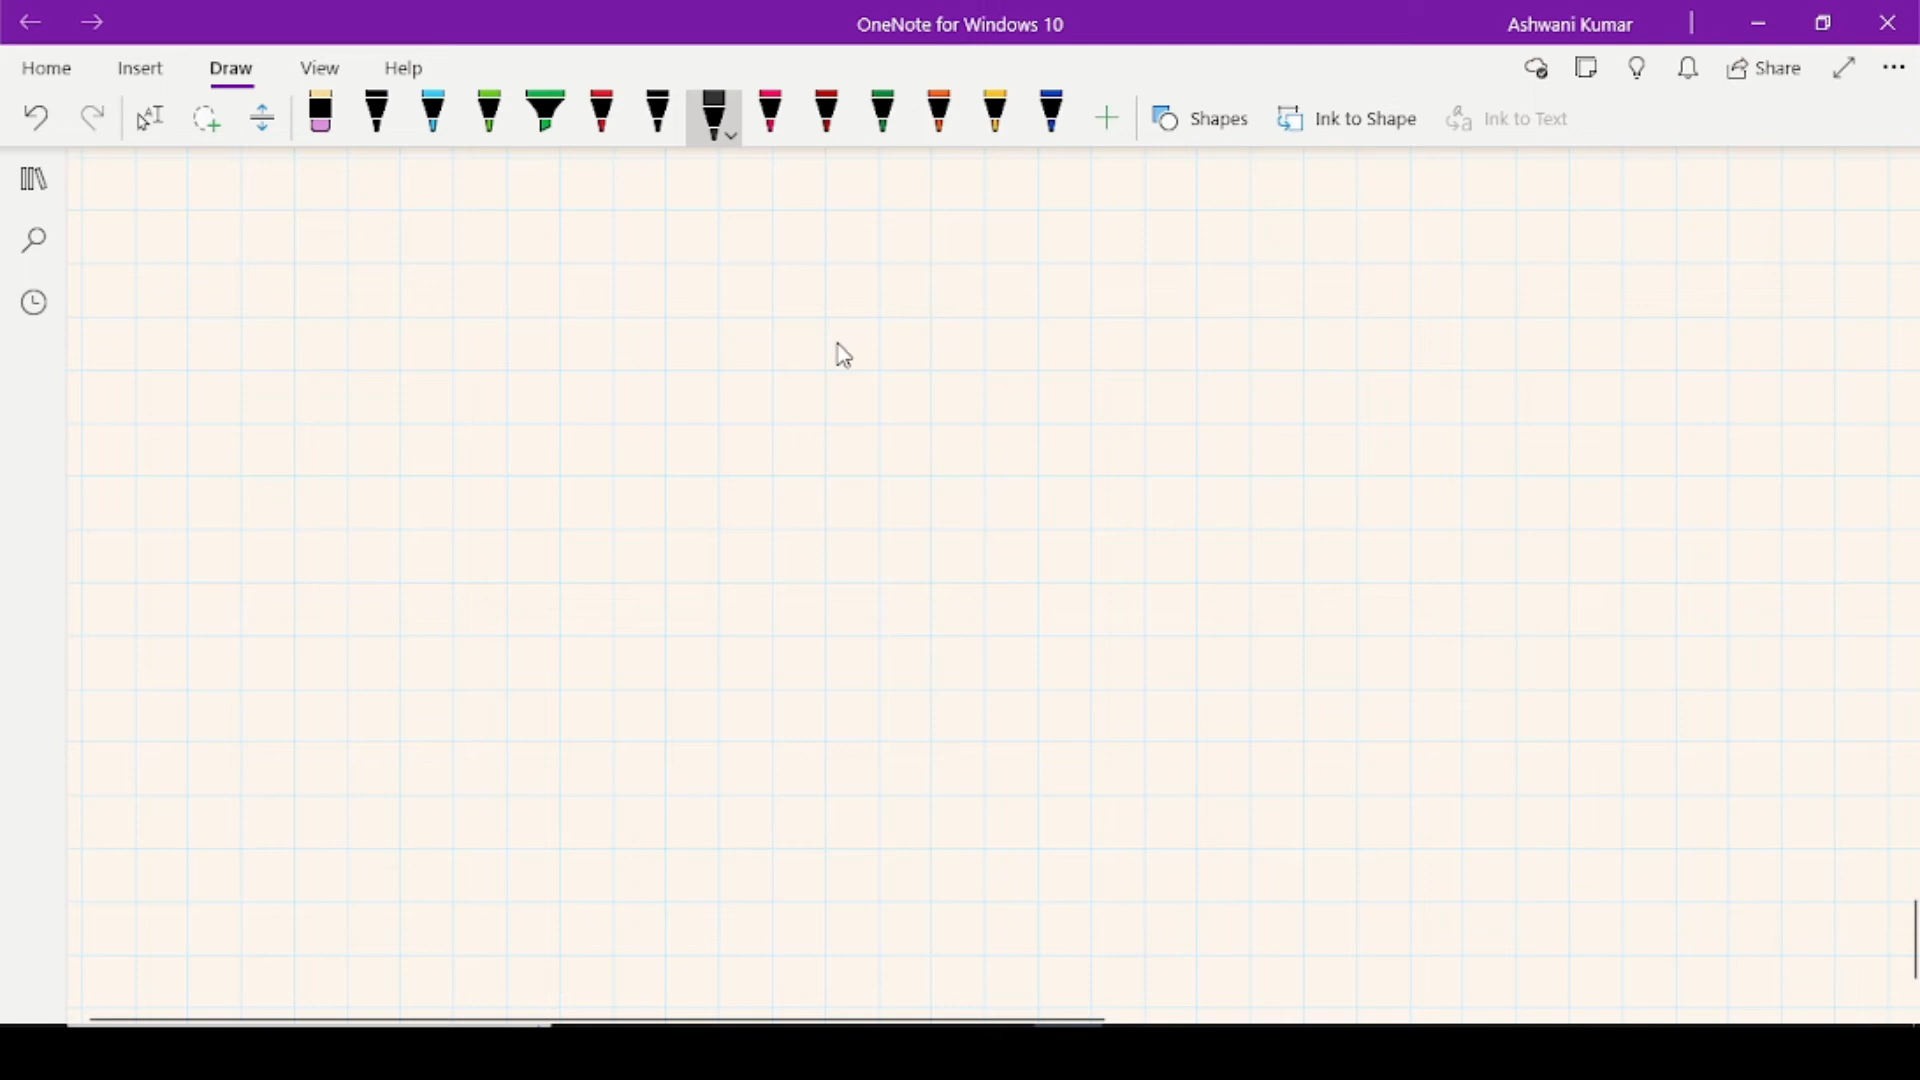 OneNote for Windows 10
Ashwani Kumar
Home Insert Draw View Help
Share
Shapes Ink to Shape Ink to Text